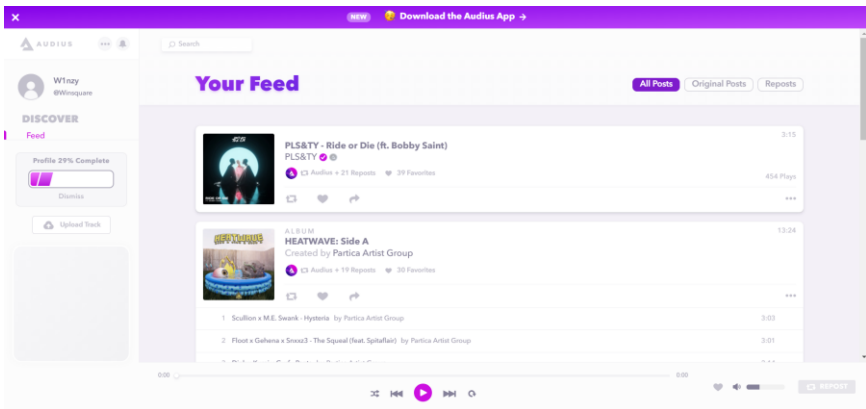 NEW Download the Audius App →
AUDIUS
Search
W1nzy
@Winsquare
Your Feed
All Posts
Original Posts
Reposts
DISCOVER
Feed
Profile 29% Complete
Dismiss
Upload Track
PLS&TY - Ride or Die (ft. Bobby Saint)
3:15
PLS&TY
Audius + 21 Reposts 39 Favorites
454 Plays
ALBUM
13:24
HEATWAVE: Side A
Created by Partica Artist Group
Audius + 19 Reposts 30 Favorites
HEATWAVE
1 Scullion x M.E. Swank - Hysteria by Partica Artist Group 3:03
2 Floot x Gehena x Snxxz3 - The Squeal (feat. Spitaflair) by Partica Artist Group 3:01
0:00
0:00
REPOST